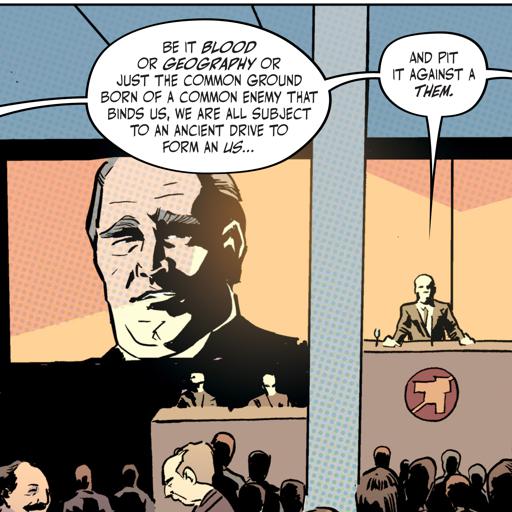 BE IT BLOOD
OR GEOGRAPHY OR
JUST THE COMMON GROUND
BORN OF A COMMON ENEMY THAT
BINDS US, WE ARE ALL SUBJECT
TO AN ANCIENT DRIVE TO
FORM AN US...
AND PIT
IT AGAINST A
THEM.